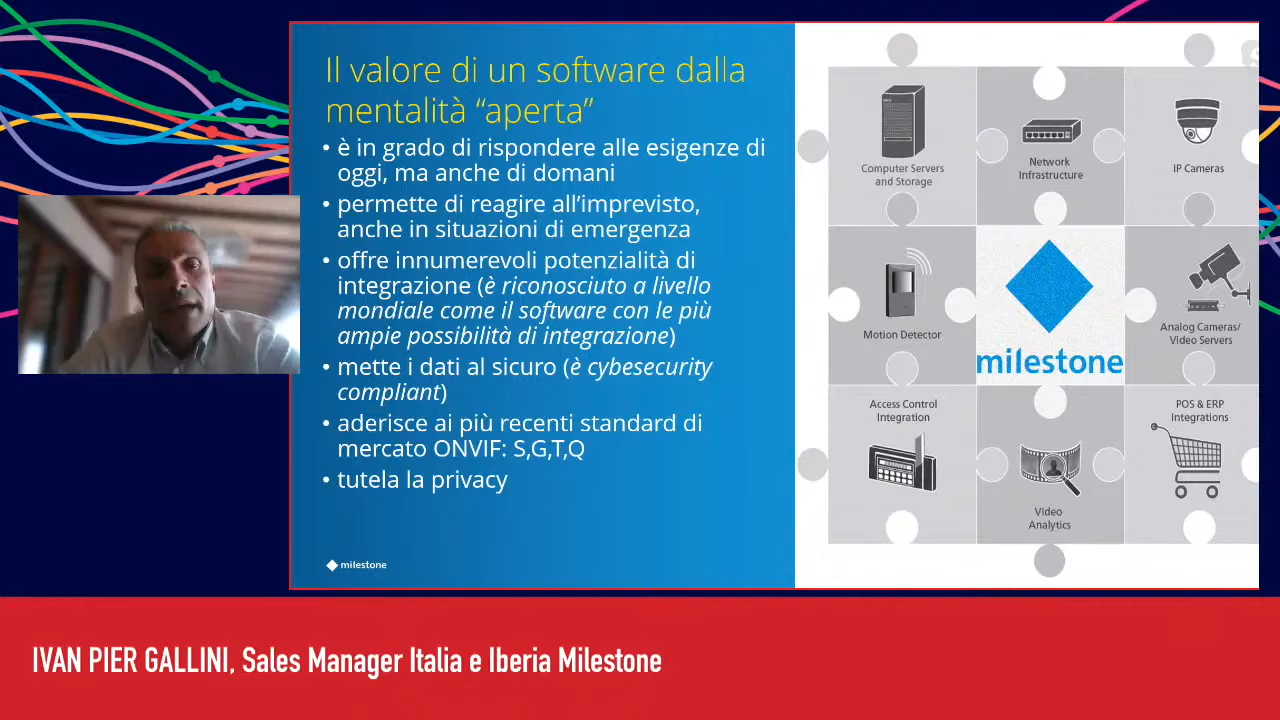 Il valore di un software dalla
mentalità “aperta”
• è in grado di rispondere alle esigenze di
oggi, ma anche di domani
• permette di reagire all’imprevisto,
anche in situazioni di emergenza
• offre innumerevoli potenzialità di
integrazione (è riconosciuto a livello
mondiale come il software con le più
ampie possibilità di integrazione)
• mette i dati al sicuro (è cybesecurity
compliant)
• aderisce ai più recenti standard di
mercato ONVIF: S,G,T,Q
• tutela la privacy
milestone
Computer Servers
and Storage
Network
Infrastructure
IP Cameras
Motion Detector
milestone
Analog Cameras/
Video Servers
Access Control
Integration
Video
Analytics
POS & ERP
Integrations
IVAN PIER GALLINI, Sales Manager Italia e Iberia Milestone